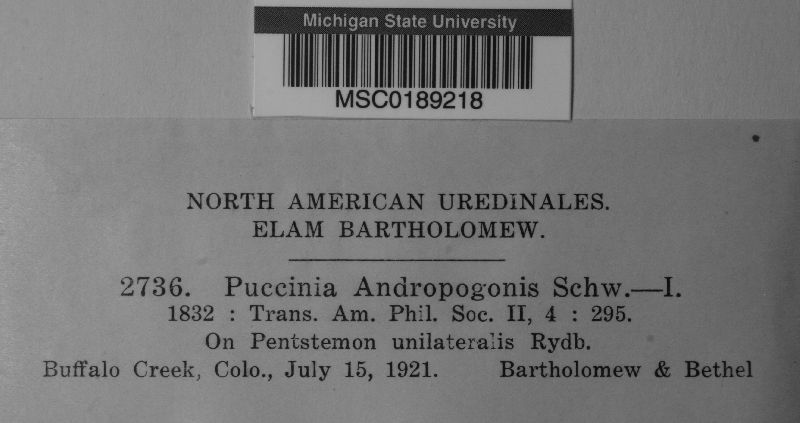 Michigan State University
MSC0189218
NORTH AMERICAN UREDINALES.
ELAM BARTHOLOMEW.
2736. Puccinia Andropogonis Schw.—I.
1832 : Trans. Am. Phil. Soc. II, 4 : 295.
On Pentstemon unilateralis Rydb.
Buffalo Creek, Colo., July 15, 1921. Bartholomew & Bethel